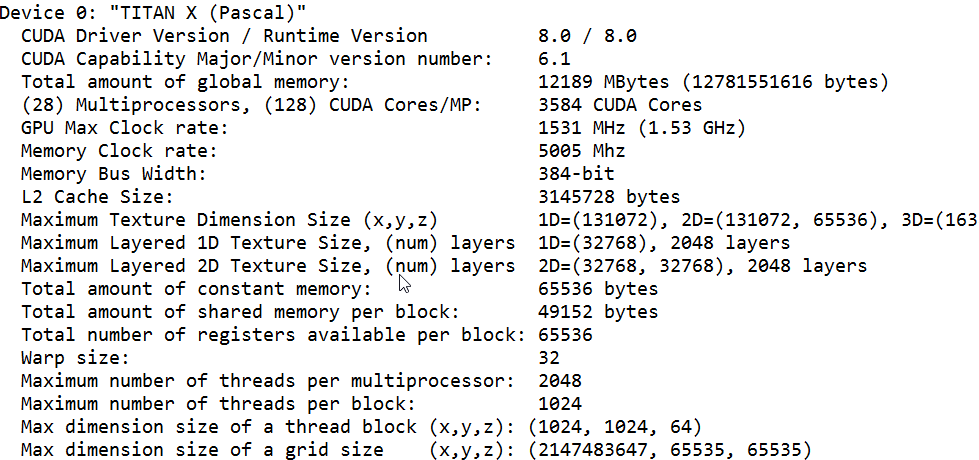 Device 0: "TITAN X (Pascal)"
CUDA Driver Version / Runtime Version 8.0 / 8.0
CUDA Capability Major/Minor version number: 6.1
Total amount of global memory: 12189 MBytes (12781551616 bytes)
(28) Multiprocessors, (128) CUDA Cores/MP: 3584 CUDA Cores
GPU Max Clock rate: 1531 MHz (1.53 GHz)
Memory Clock rate: 5005 Mhz
Memory Bus Width: 384-bit
L2 Cache Size: 3145728 bytes
Maximum Texture Dimension Size (x,y,z) 1D=(131072), 2D=(131072, 65536), 3D=(163
Maximum Layered 1D Texture Size, (num) layers 1D=(32768), 2048 layers
Maximum Layered 2D Texture Size, (num) layers 2D=(32768, 32768), 2048 layers
Total amount of constant memory: 65536 bytes
Total amount of shared memory per block: 49152 bytes
Total number of registers available per block: 65536
Warp size: 32
Maximum number of threads per multiprocessor: 2048
Maximum number of threads per block: 1024
Max dimension size of a thread block (x,y,z): (1024, 1024, 64)
Max dimension size of a grid size (x,y,z): (2147483647, 65535, 65535)